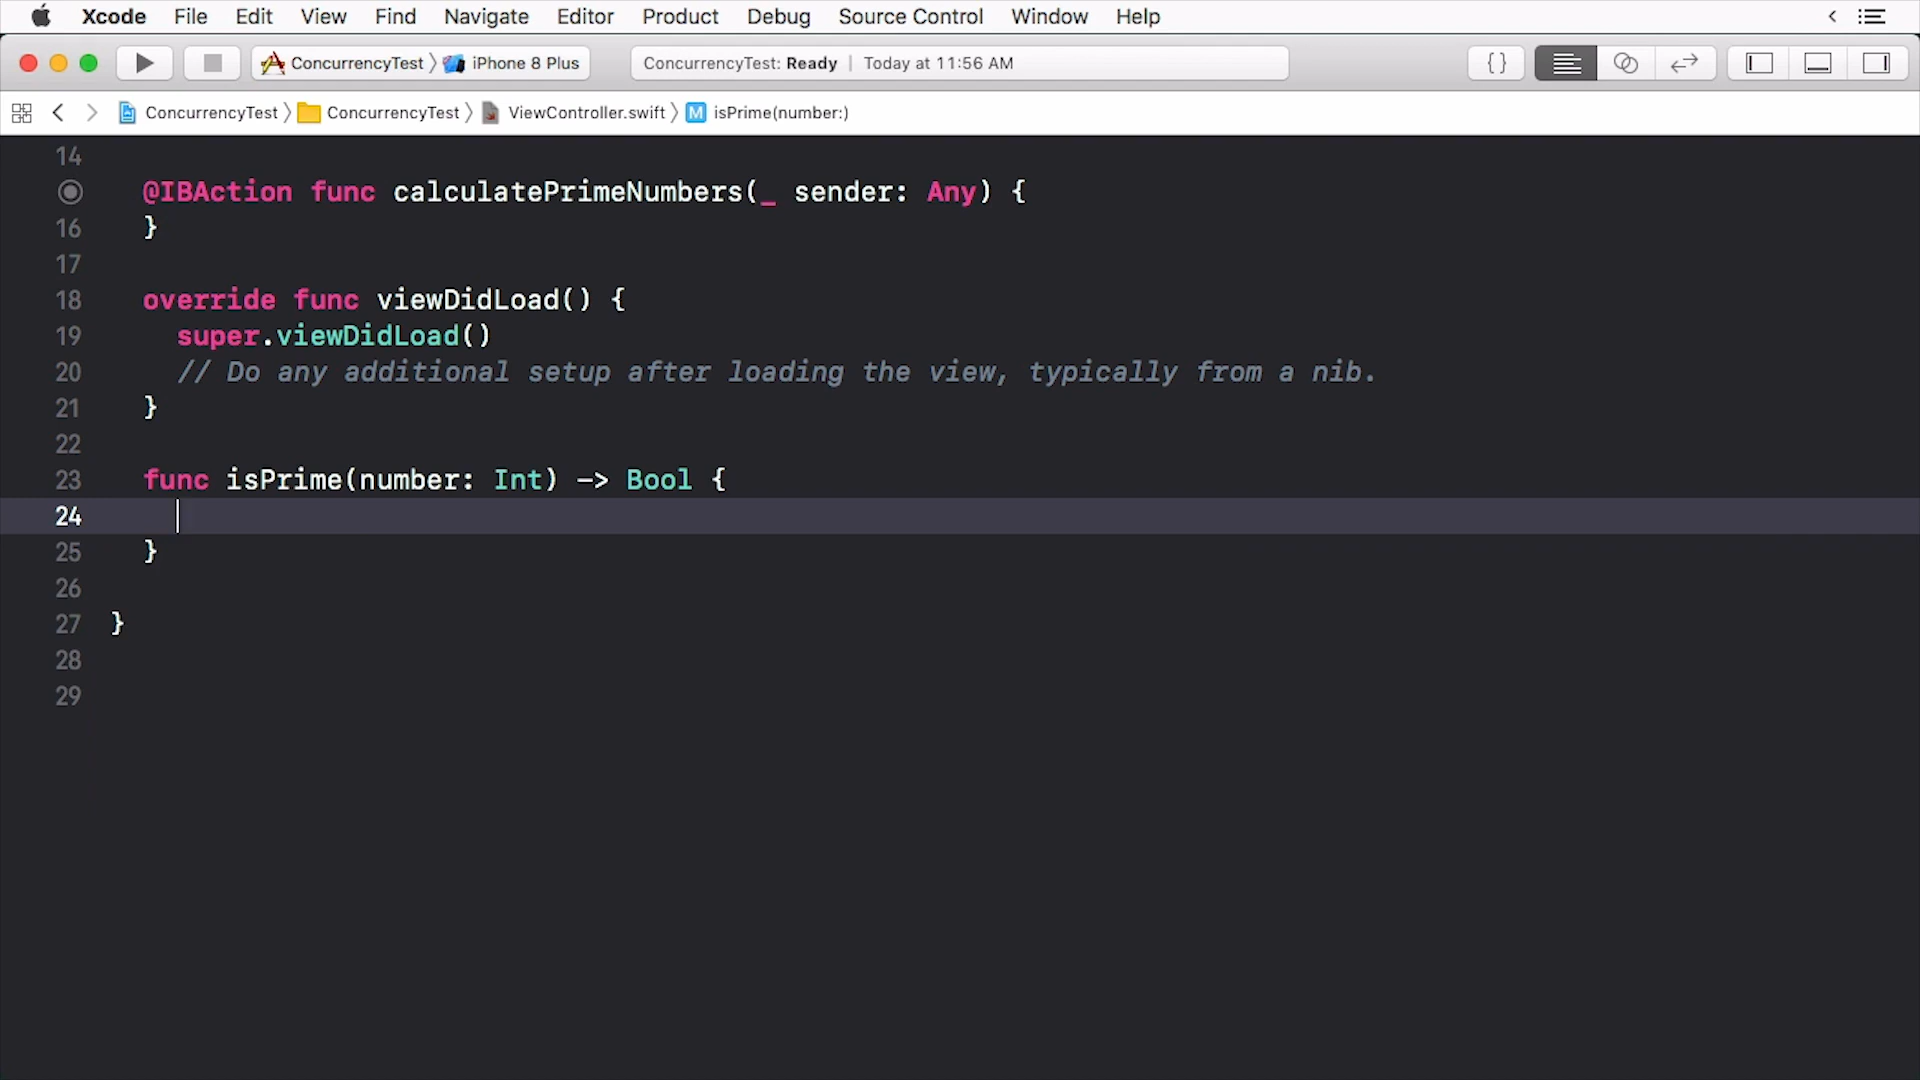 Xcode File Edit View Find Navigate Editor Product Debug Source Control Window Help
ConcurrencyTest iPhone 8 Plus ConcurrencyTest: Ready | Today at 11:56 AM {}
ConcurrencyTest ConcurrencyTest ViewController.swift M isPrime(number:)
14
@IBAction func calculatePrimeNumbers(_ sender: Any) {
16 }
17
18 override func viewDidLoad() {
19 super.viewDidLoad()
20 // Do any additional setup after loading the view, typically from a nib.
21 }
22
23 func isPrime(number: Int) -> Bool {
24
25 }
26
27 }
28
29